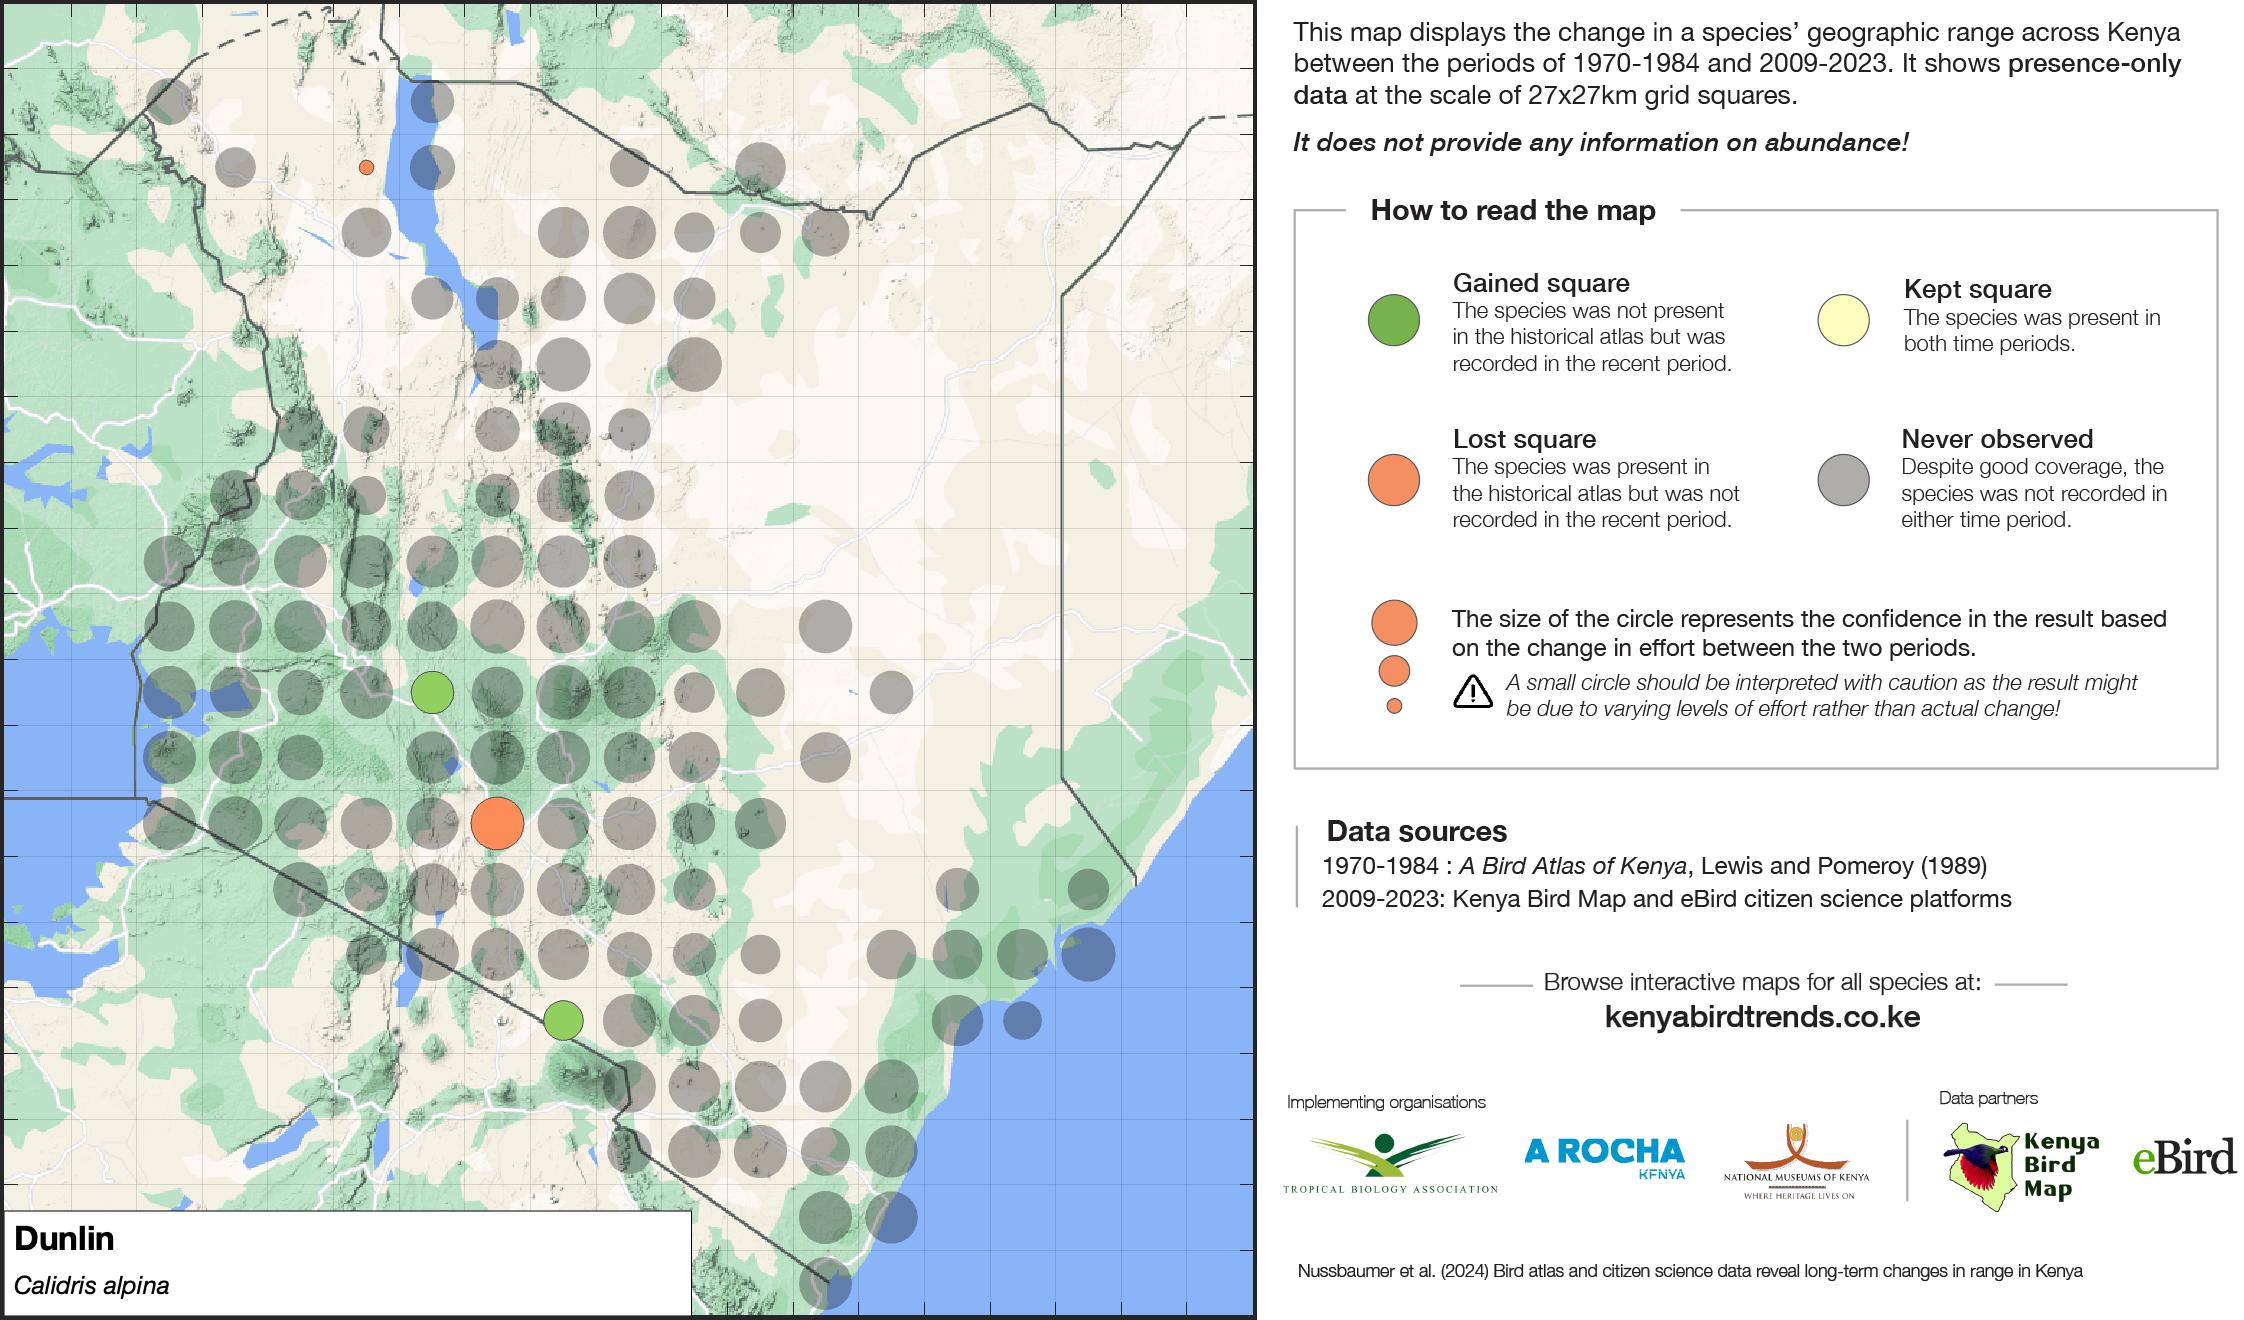 This map displays the change in a species’ geographic range across Kenya
between the periods of 1970-1984 and 2009-2023. It shows presence-only
data at the scale of 27x27km grid squares.
It does not provide any information on abundance!
How to read the map
Gained square
The species was not present
in the historical atlas but was
recorded in the recent period.
Kept square
The species was present in
both time periods.
Lost square
The species was present in
the historical atlas but was not
recorded in the recent period.
Never observed
Despite good coverage, the
species was not recorded in
either time period.
The size of the circle represents the confidence in the result based
on the change in effort between the two periods.
A small circle should be interpreted with caution as the result might
be due to varying levels of effort rather than actual change!
Data sources
1970-1984 : A Bird Atlas of Kenya, Lewis and Pomeroy (1989)
2009-2023: Kenya Bird Map and eBird citizen science platforms
Browse interactive maps for all species at:
kenyabirdtrends.co.ke
Implementing organisations
Data partners
TROPICAL BIOLOGY ASSOCIATION
A ROCHA
KENYA
NATIONAL MUSEUMS OF KENYA
WHERE HERITAGE LIVES ON
Kenya
Bird
Map
eBird
Nussbaumer et al. (2024) Bird atlas and citizen science data reveal long-term changes in range in Kenya
Dunlin
Calidris alpina